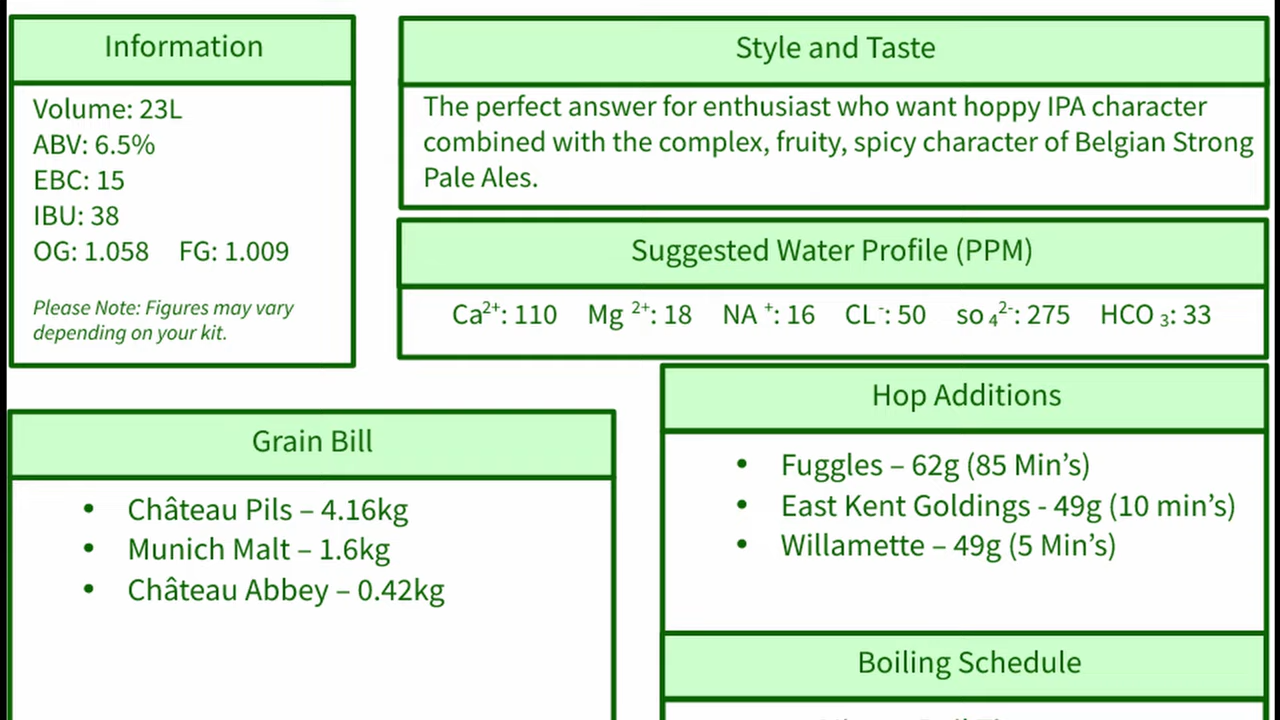 Information
Volume: 23L
ABV: 6.5%
EBC: 15
IBU: 38
OG: 1.058 FG: 1.009
Please Note: Figures may vary
depending on your kit.
Style and Taste
The perfect answer for enthusiast who want hoppy IPA character
combined with the complex, fruity, spicy character of Belgian Strong
Pale Ales.
Suggested Water Profile (PPM)
Ca²⁺: 110 Mg ²⁺: 18 NA ⁺: 16 CL⁻: 50 so ₄²⁻: 275 HCO ₃: 33
Grain Bill
• Château Pils – 4.16kg
• Munich Malt – 1.6kg
• Château Abbey – 0.42kg
Hop Additions
• Fuggles – 62g (85 Min’s)
• East Kent Goldings - 49g (10 min’s)
• Willamette – 49g (5 Min’s)
Boiling Schedule